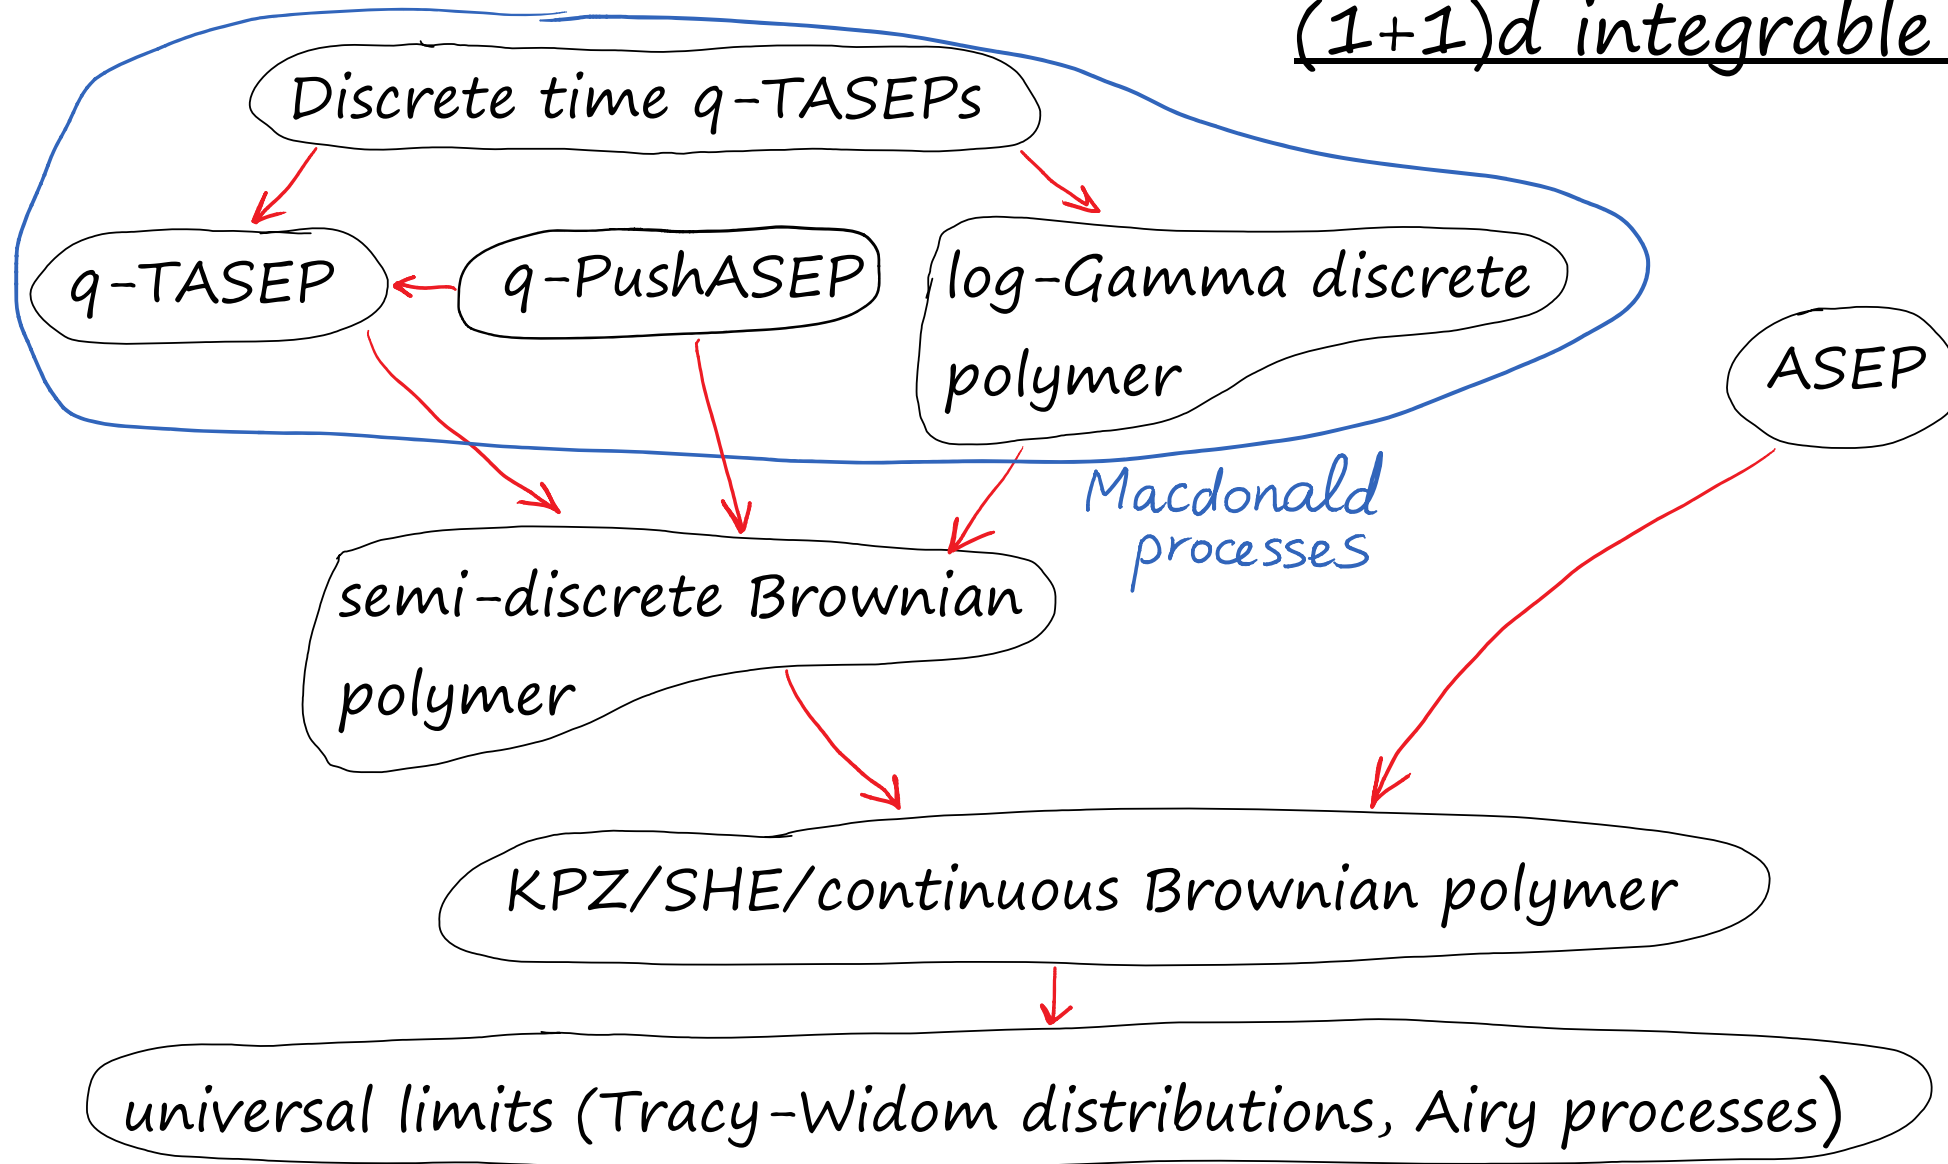 (1+1)d integrable
Discrete time q-TASEPs
q-TASEP
q-PushASEP
log-Gamma discrete
polymer
ASEP
Macdonald
processes
semi-discrete Brownian
polymer
KPZ/SHE/continuous Brownian polymer
universal limits (Tracy-Widom distributions, Airy processes)